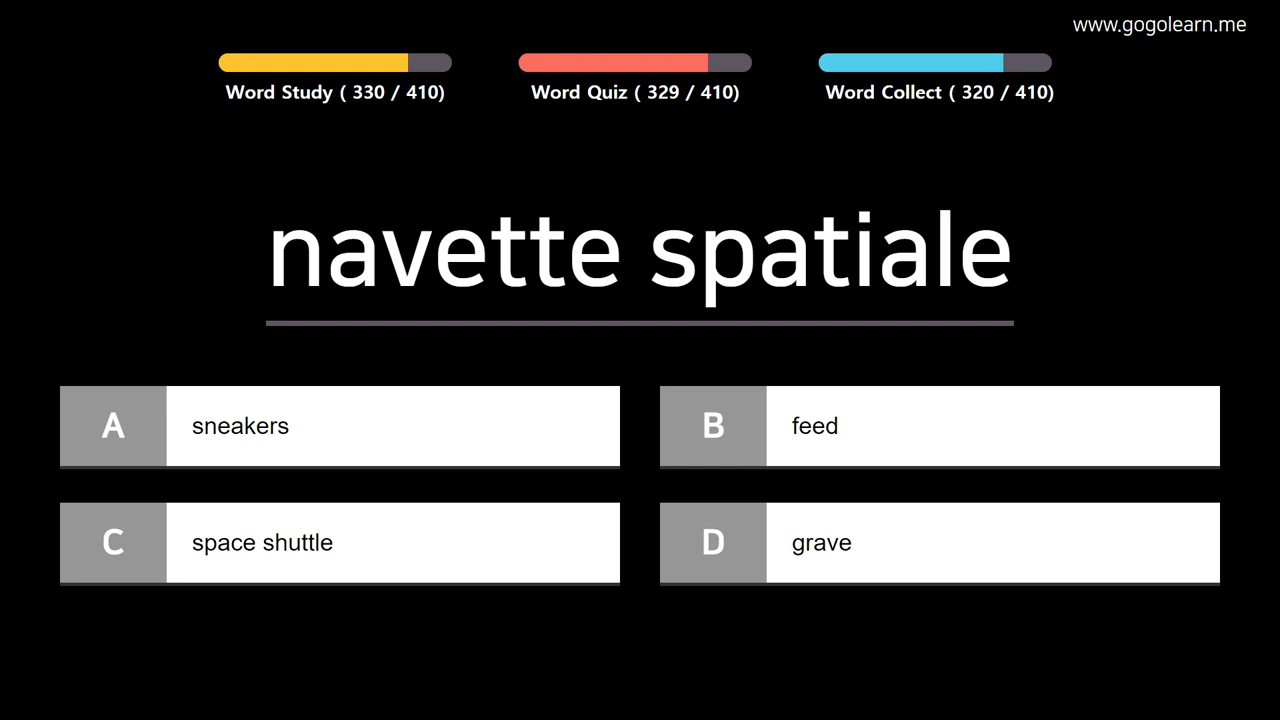 www.gogolearn.me
Word Study ( 330 / 410)
Word Quiz ( 329 / 410)
Word Collect ( 320 / 410)
navette spatiale
A sneakers
B feed
C space shuttle
D grave